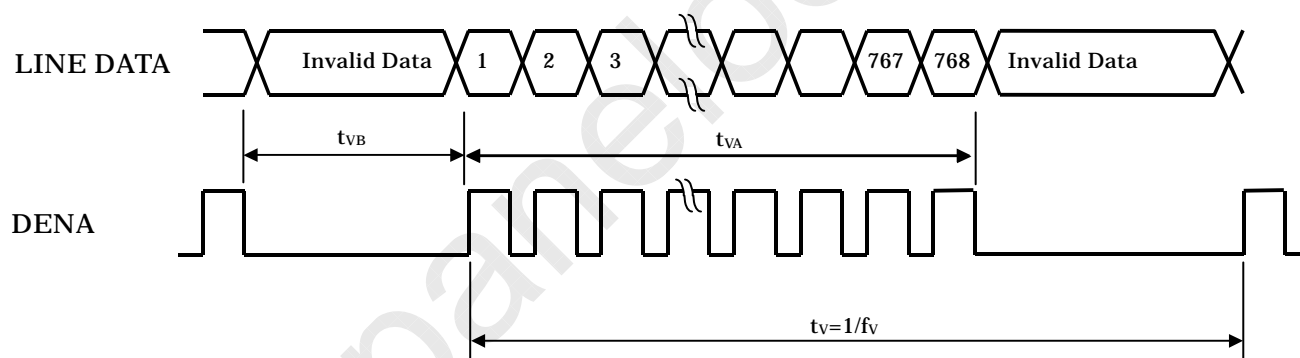 LINE DATA Invalid Data 1 2 3 767 768 Invalid Data
tVB tVA
DENA
tV=1/fV